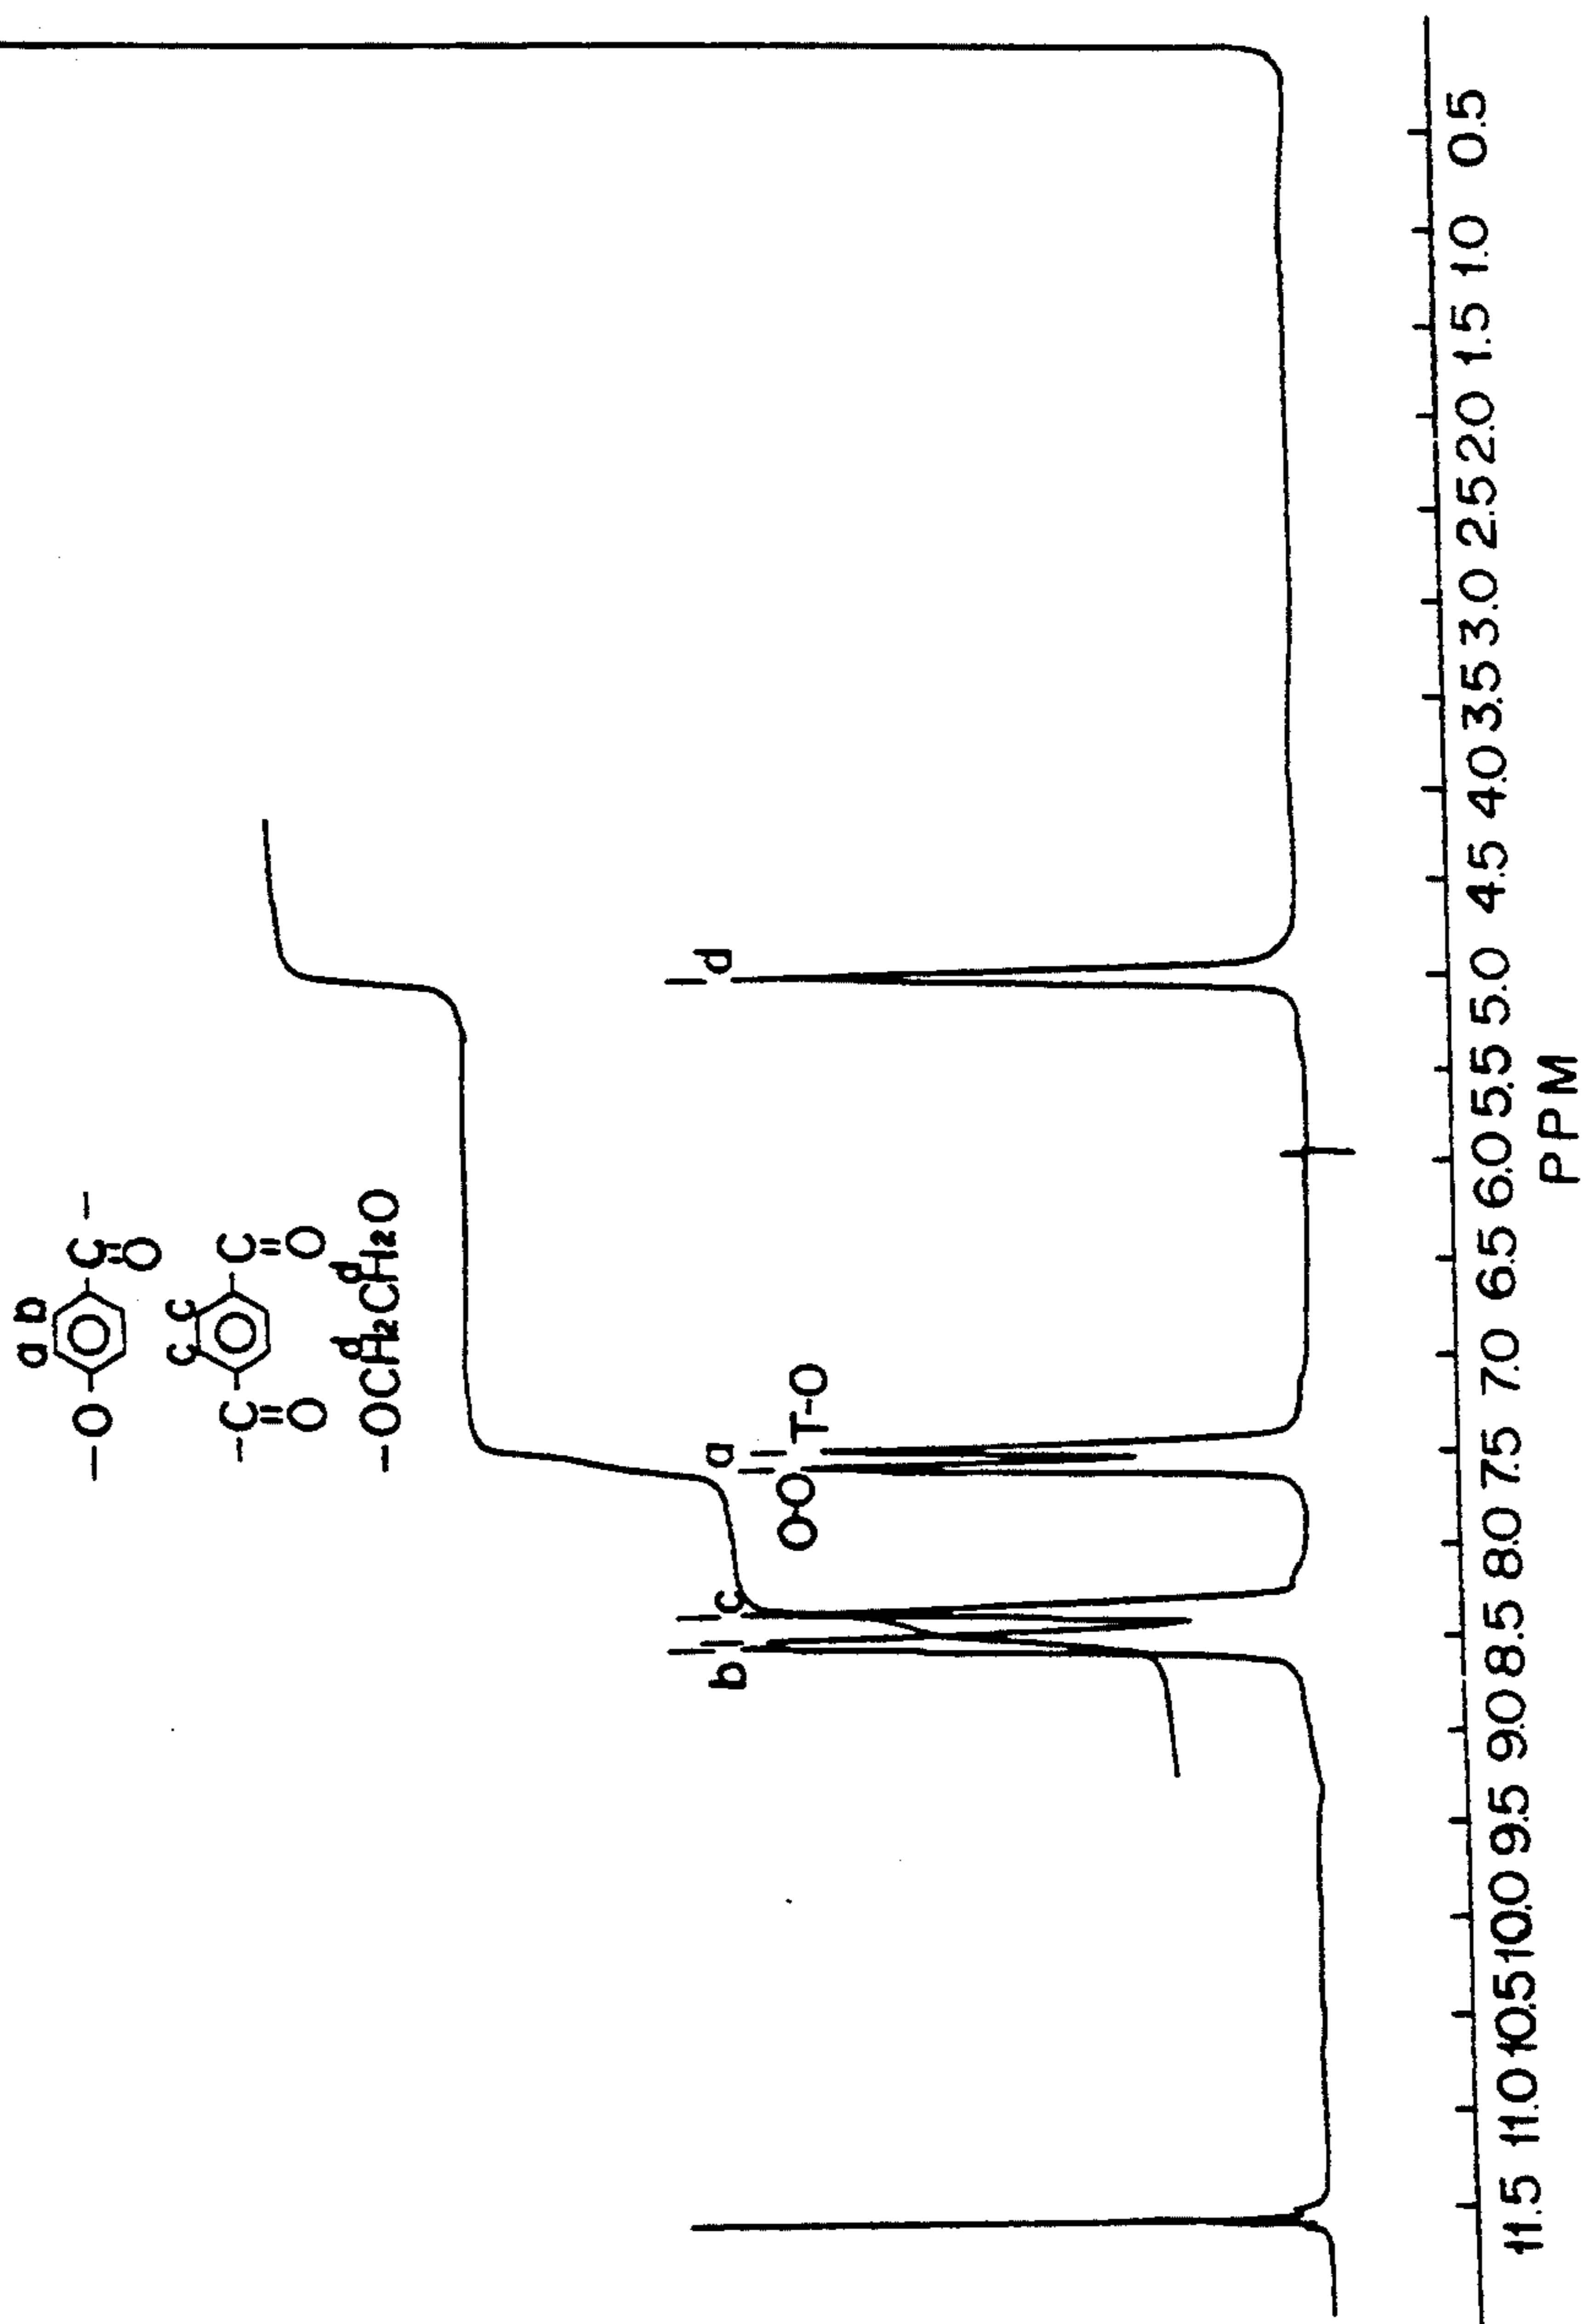 a b
—O— —C—
O
c c
-C— —C
O O
d d
—OCH₂CH₂O
b
c
a
O-O T-O
d
11.5 11.0 10.5 10.0 9.5 9.0 8.5 8.0 7.5 7.0 6.5 6.0 5.5 5.0 4.5 4.0 3.5 3.0 2.5 2.0 1.5 1.0 0.5
PPM